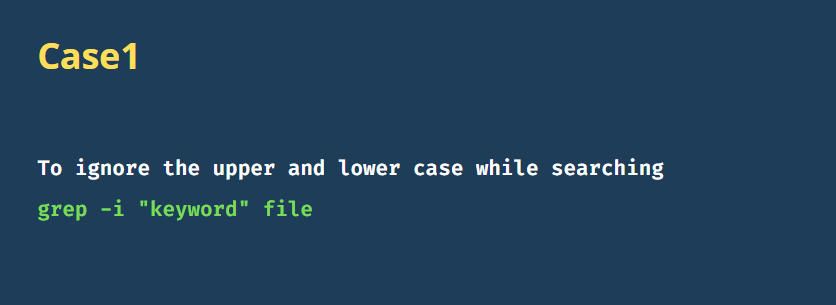 Case1
To ignore the upper and lower case while searching
grep -i "keyword" file